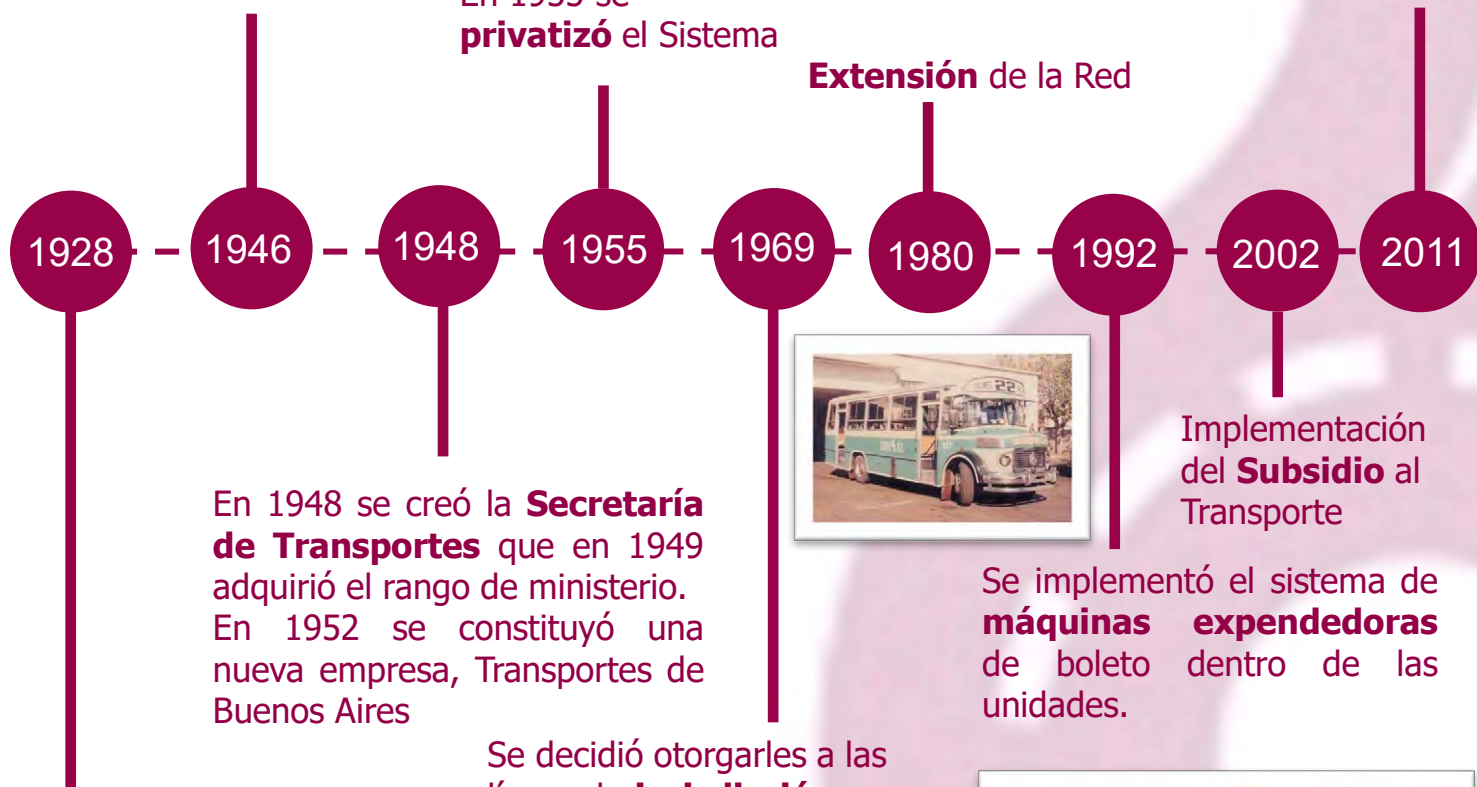 privatizó el Sistema
Extensión de la Red
1928
1946
1948
1955
1969
1980
1992
2002
2011
22
Implementación
del Subsidio al
Transporte
En 1948 se creó la Secretaría
de Transportes que en 1949
adquirió el rango de ministerio.
En 1952 se constituyó una
nueva empresa, Transportes de
Buenos Aires
Se implementó el sistema de
máquinas expendedoras
de boleto dentro de las
unidades.
Se decidió otorgarles a las